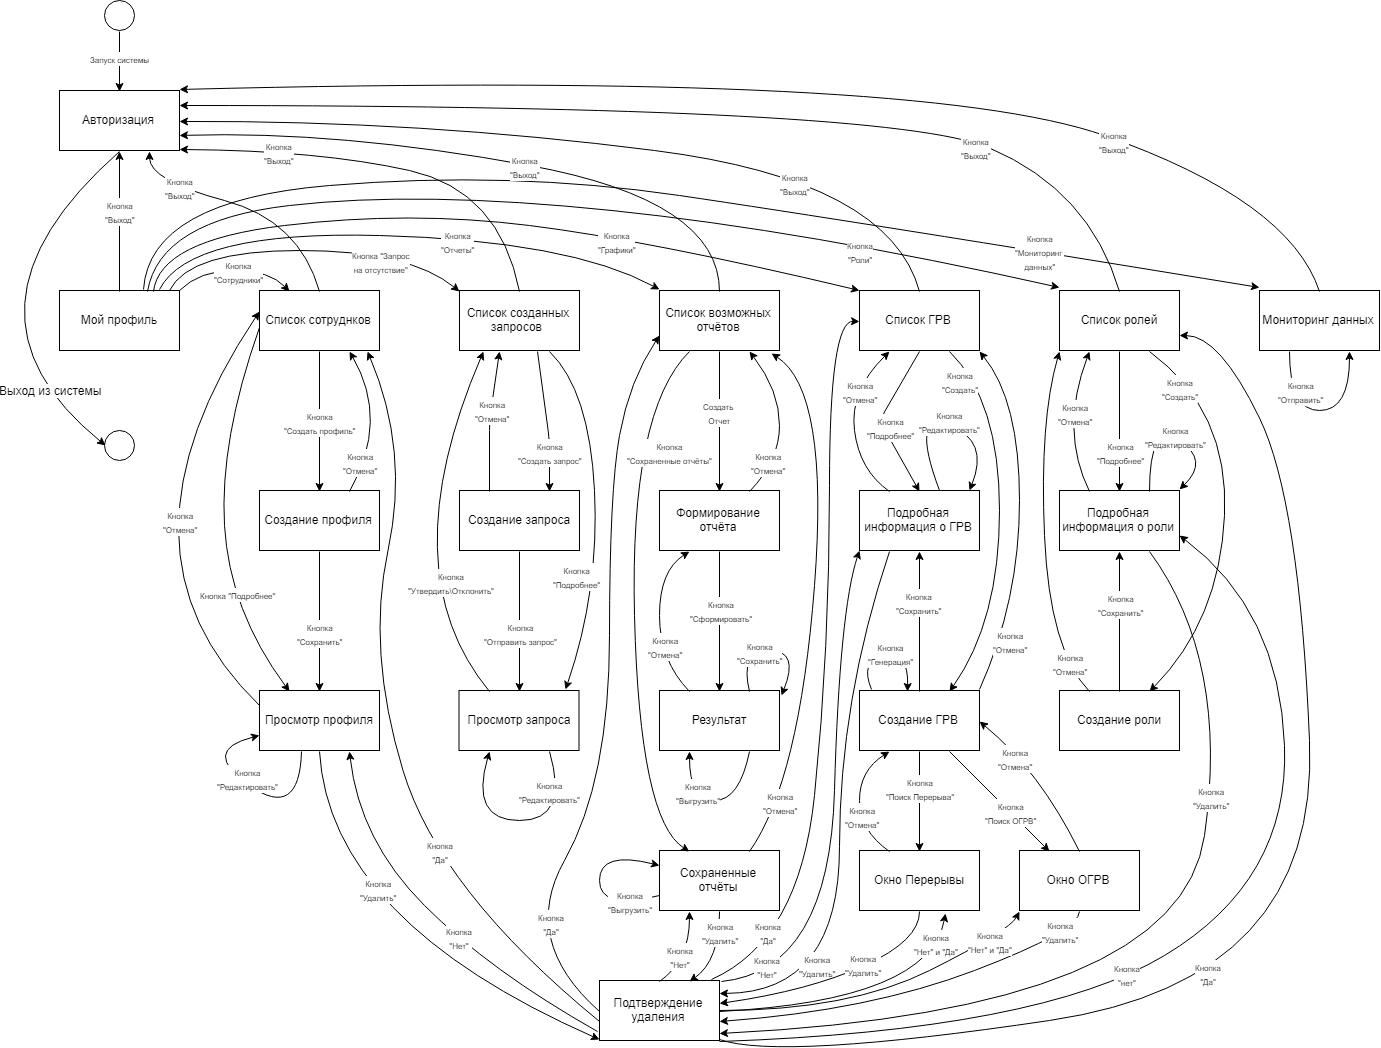 Запуск системы
Авторизация
Кнопка
"Выход"
Кнопка
"Выход"
Кнопка
"Выход"
Кнопка
"Выход"
Кнопка
"Выход"
Кнопка
"Выход"
Кнопка
"Выход"
Кнопка
"Сотрудники"
Кнопка "Запрос
на отсутствие"
Кнопка
"Отчеты"
Кнопка
"Графики"
Кнопка
"Роли"
Кнопка
"Мониторинг
данных"
Мой профиль
Список сотруднков
Список созданных
запросов
Список возможных
отчётов
Список ГРВ
Список ролей
Мониторинг данных
Выход из системы
Кнопка
"Создать профиль"
Кнопка
"Отмена"
Кнопка
"Отмена"
Кнопка
"Создать запрос"
Кнопка
"Сохраненные отчёты"
Создать
Отчет
Кнопка
"Отмена"
Кнопка
"Отмена"
Кнопка
"Подробнее"
Кнопка
"Создать"
Кнопка
"Редактировать"
Кнопка
"Отмена"
Кнопка
"Подробнее"
Кнопка
"Создать"
Кнопка
"Редактировать"
Кнопка
"Отправить"
Кнопка
"Отмена"
Создание профиля
Создание запроса
Формирование
отчёта
Подробная
информация о ГРВ
Подробная
информация о роли
Кнопка "Подробнее"
Кнопка
"Сохранить"
Кнопка
"Утвердить\Отклонить"
Кнопка
"Отправить запрос"
Кнопка
"Подробнее"
Кнопка
"Отмена"
Кнопка
"Сформировать"
Кнопка
"Сохранить"
Кнопка
"Генерация"
Кнопка
"Сохранить"
Кнопка
"Отмена"
Кнопка
"Отмена"
Кнопка
"Сохранить"
Просмотр профиля
Просмотр запроса
Результат
Создание ГРВ
Создание роли
Кнопка
"Редактировать"
Кнопка
"Редактировать"
Кнопка
"Выгрузить"
Кнопка
"Отмена"
Кнопка
"Отмена"
Кнопка
"Поиск Перерыва"
Кнопка
"Отмена"
Кнопка
"Поиск ОГРВ"
Кнопка
"Удалить"
Кнопка
"Да"
Кнопка
"Удалить"
Сохраненные
отчёты
Окно Перерывы
Окно ОГРВ
Кнопка
"Выгрузить"
Кнопка
"Нет"
Кнопка
"Да"
Кнопка
"Нет"
Кнопка
"Удалить"
Кнопка
"Да"
Кнопка
"Нет"
Кнопка
"Удалить"
Кнопка
"Удалить"
Кнопка
"Нет" и "Да"
Кнопка
"Нет" и "Да"
Кнопка
"Удалить"
Кнопка
"нет"
Кнопка
"Да"
Подтверждение
удаления